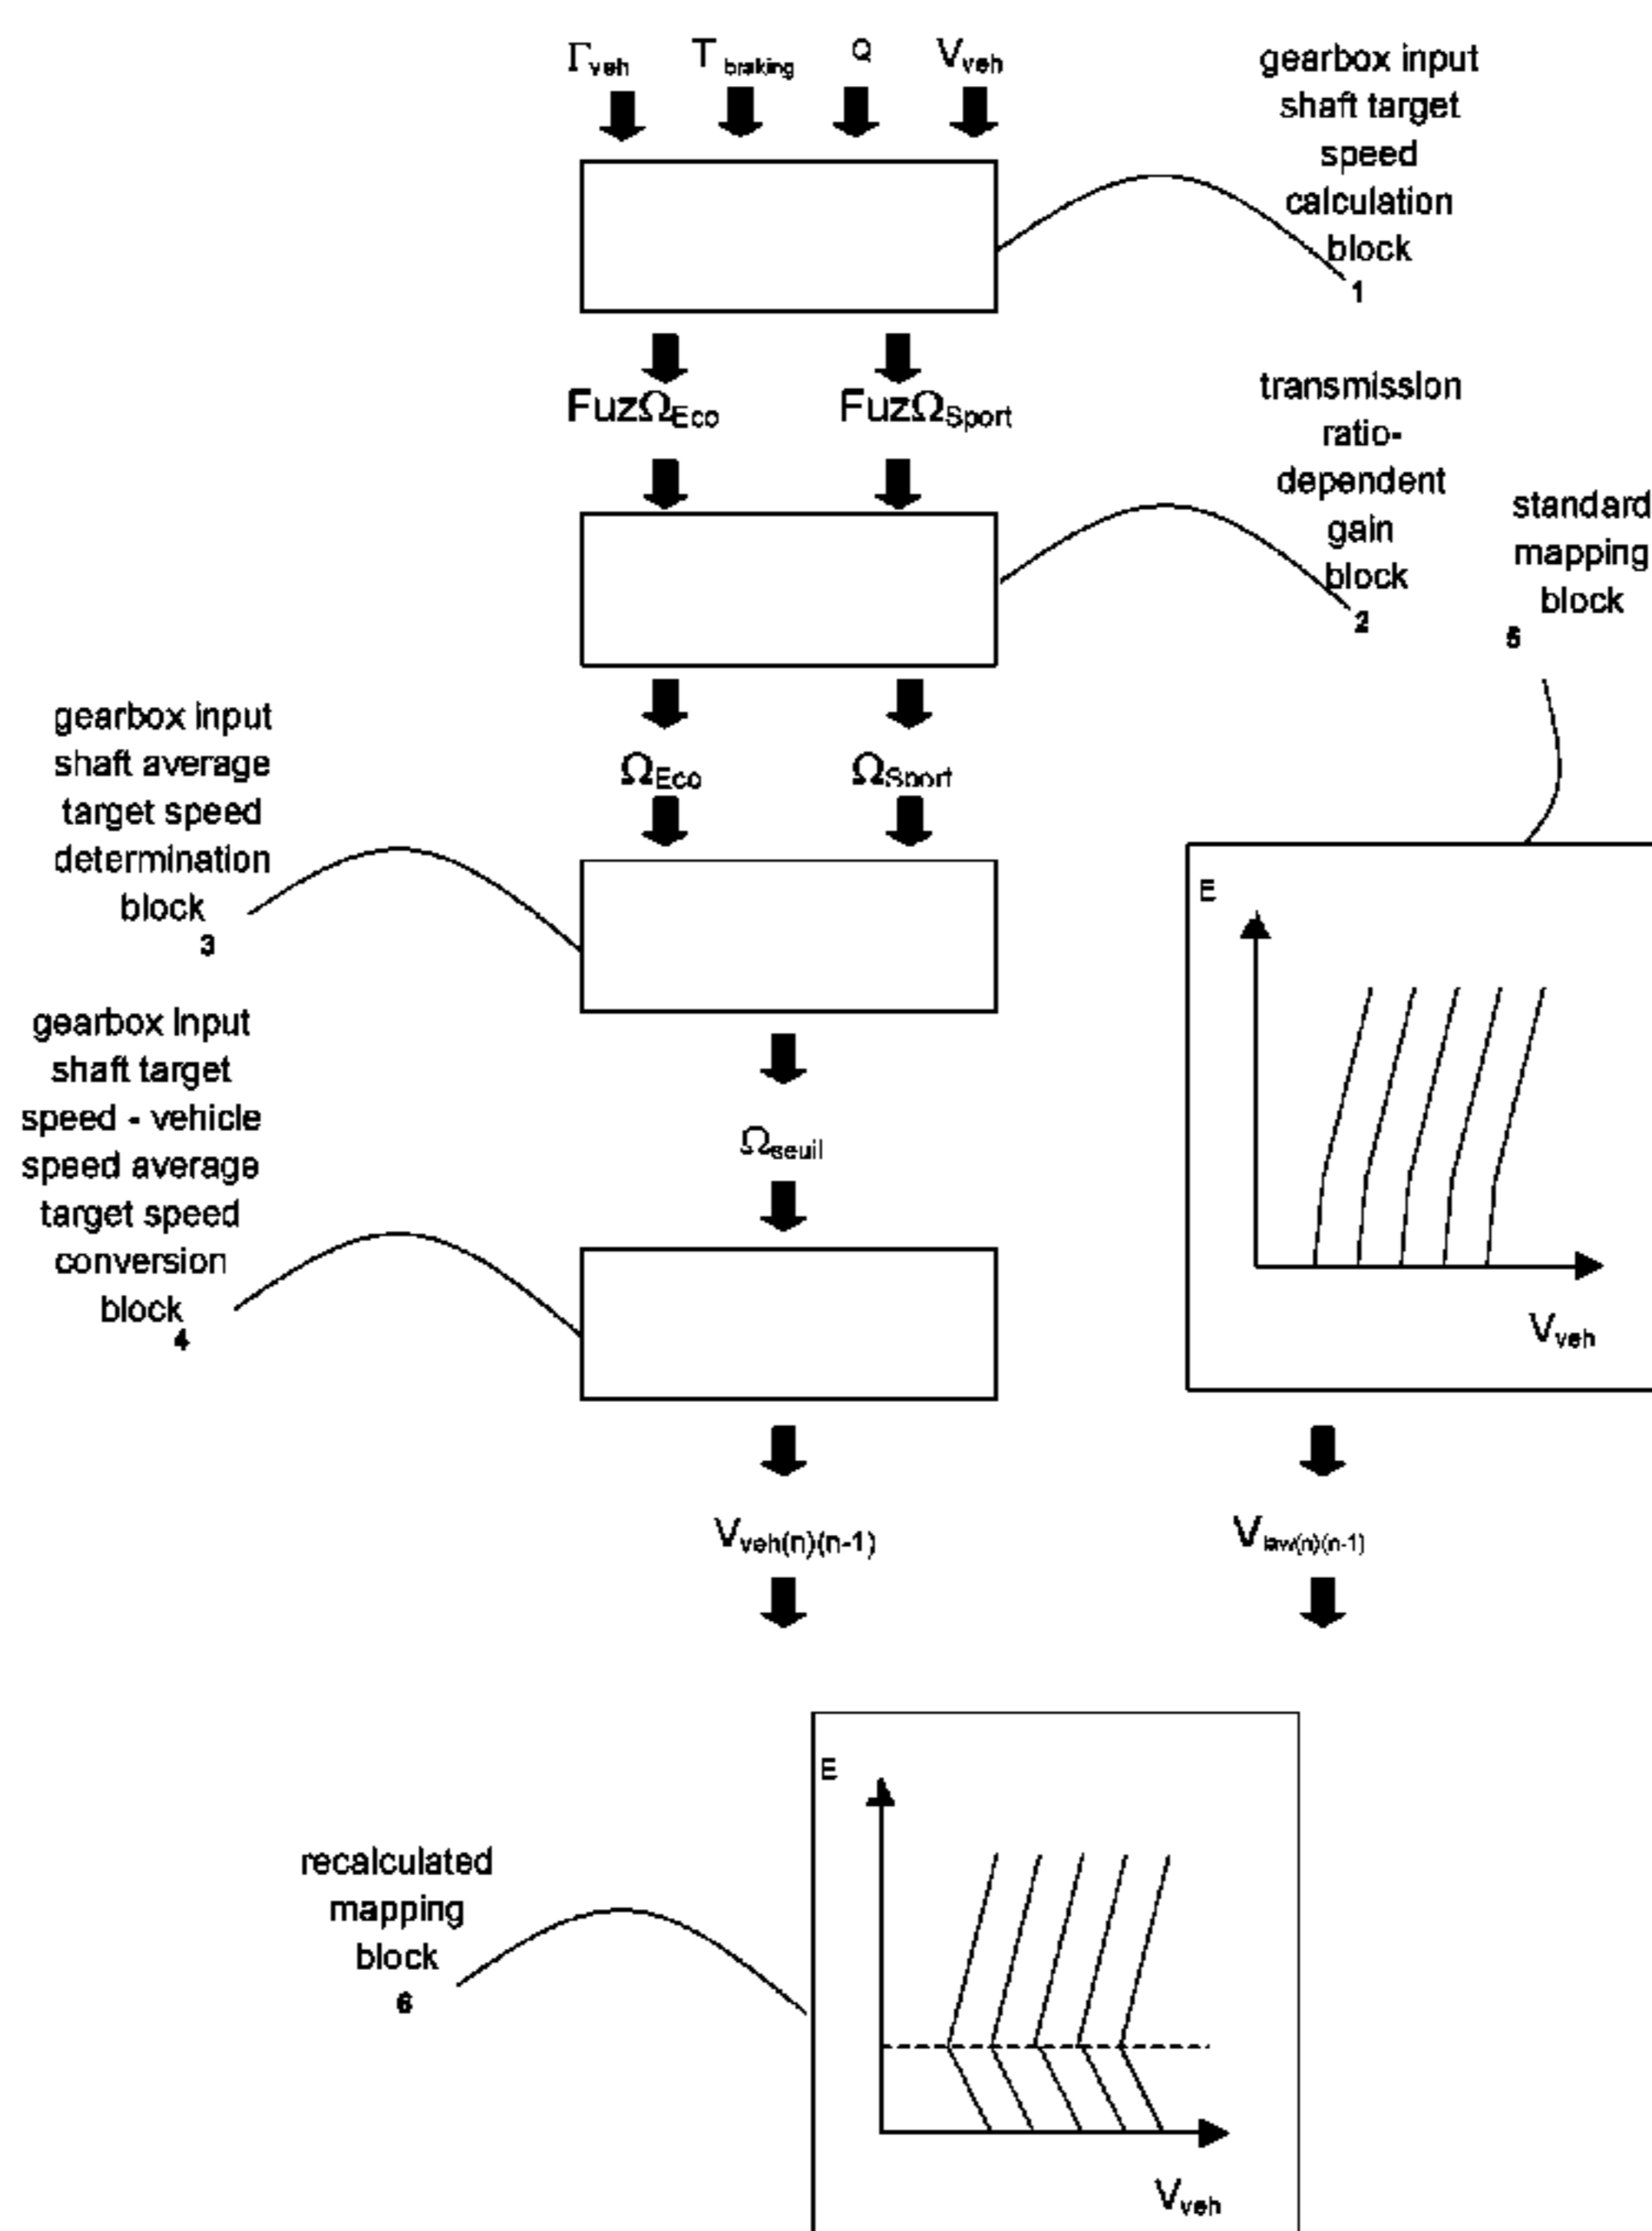 Γveh T braking Q Vveh
gearbox input
shaft target
speed
calculation
block
1
FuzΩEco FuzΩSport
transmission
ratio-
dependent
gain
block
2
standard
mapping
block
5
gearbox input
shaft average
target speed
determination
block
3
ΩEco ΩSport
E
Vveh
gearbox input
shaft target
speed - vehicle
speed average
target speed
conversion
block
4
Ωseuil
Vveh(n)(n-1) Vlaw(n)(n-1)
recalculated
mapping
block
6
E
Vveh